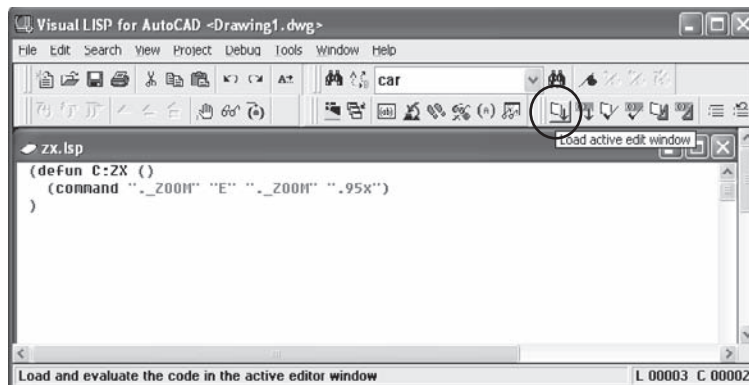 Visual LISP for AutoCAD <Drawing1.dwg>
File Edit Search View Project Debug Tools Window Help
car
Load active edit window
zx.lsp
(defun C:ZX ()
(command "._ZOOM" "E" "._ZOOM" ".95x")
)
Load and evaluate the code in the active editor window
L 00003 C 00002